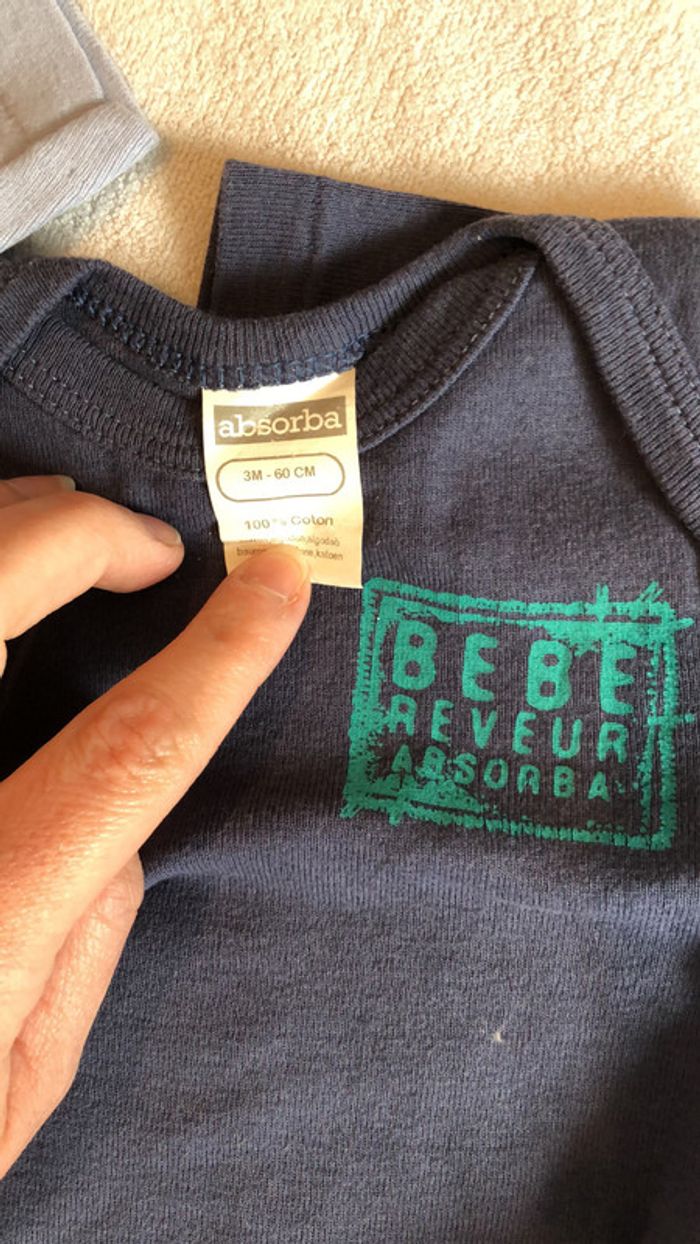 absorba
3M - 60 CM
100% Coton
BEBE
REVEUR
ABSORBA